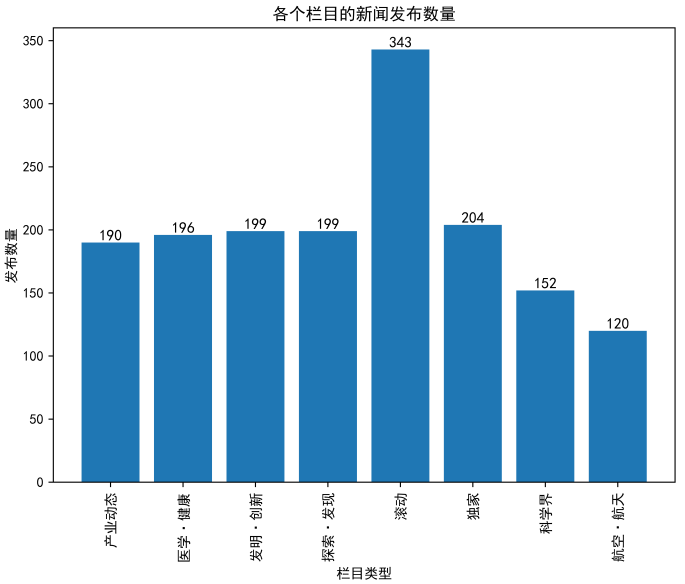 各个栏目的新闻发布数量
发布数量
350
300
250
200
150
100
50
0
190
196
199
199
343
204
152
120
产业动态
医学·健康
发明·创新
探索·发现
滚动
独家
科学界
航空·航天
栏目类型